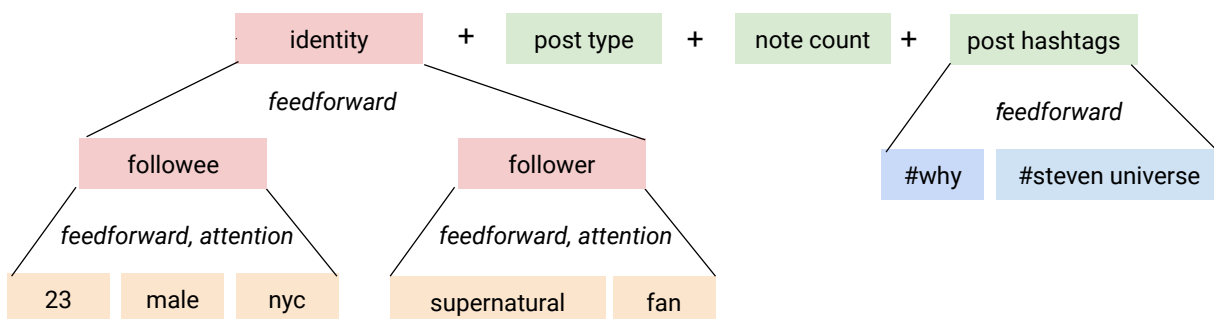 identity + post type + note count + post hashtags
feedforward
feedforward
followee follower
#why #steven universe
feedforward, attention feedforward, attention
23 male nyc supernatural fan